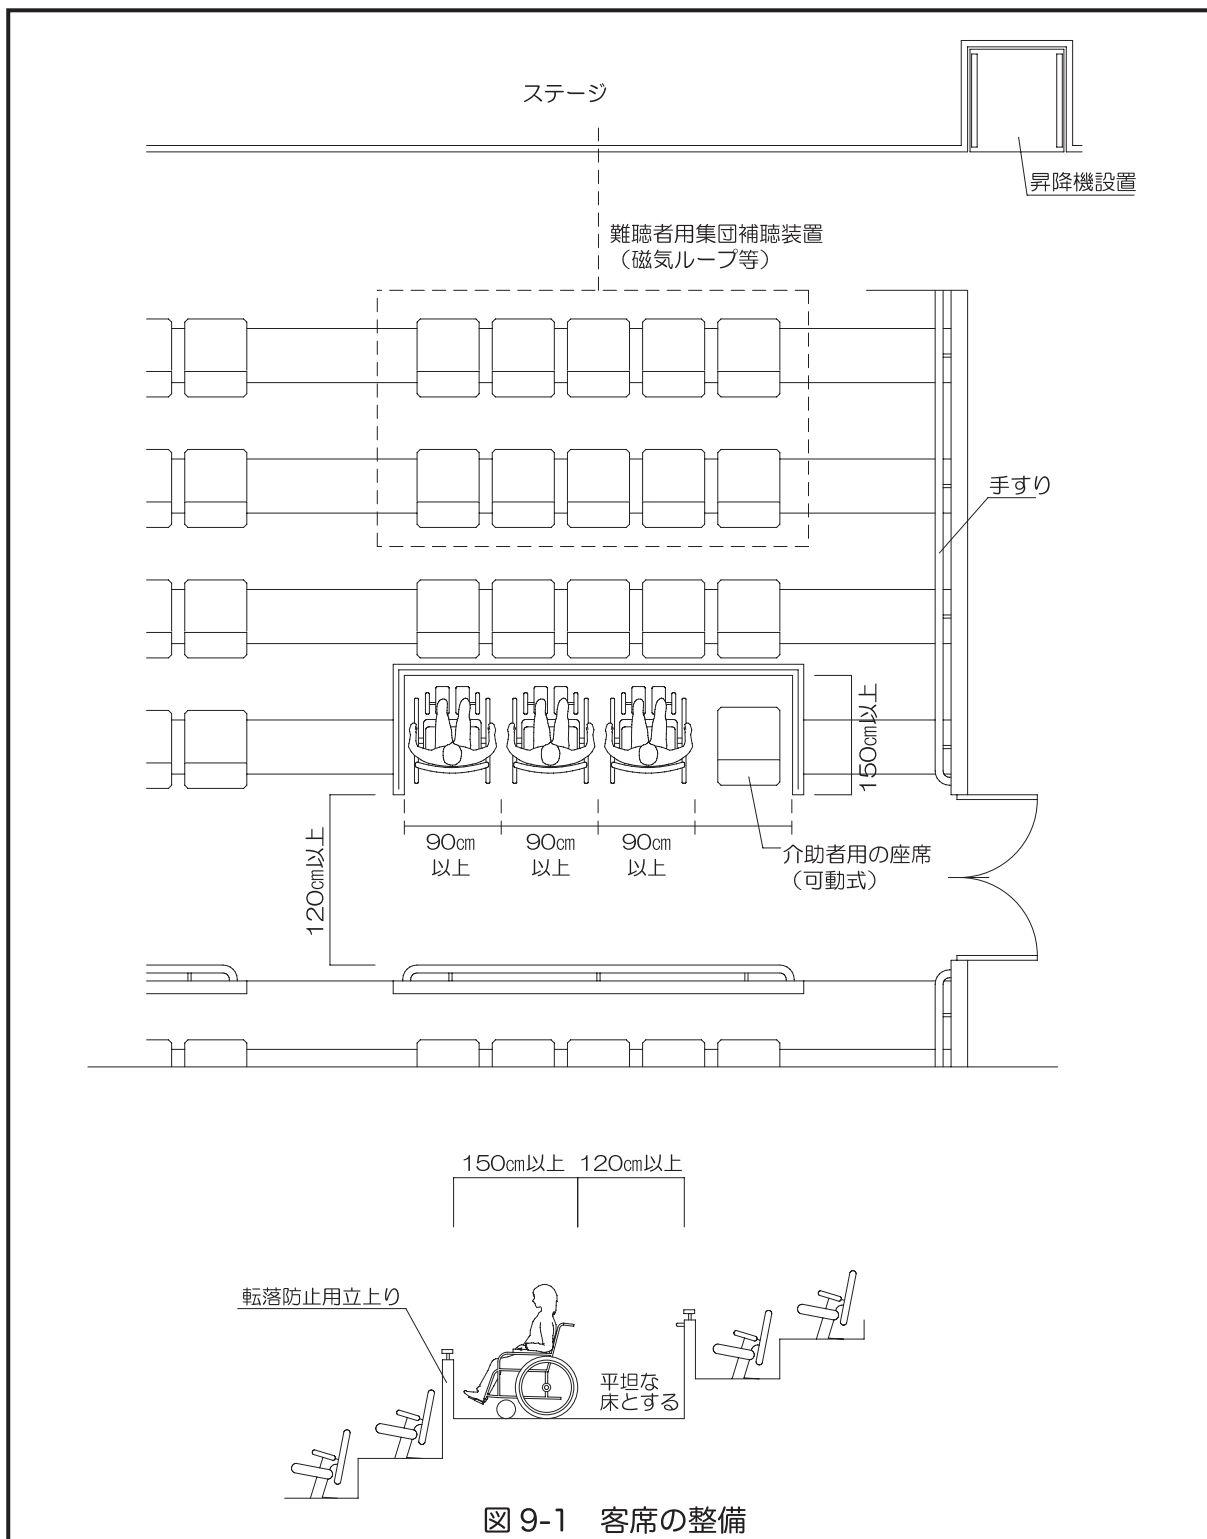 ステージ
昇降機設置
難聴者用集団補聴装置
（磁気ループ等）
手すり
150㎝以上
90㎝
以上
90㎝
以上
90㎝
以上
介助者用の座席
（可動式）
120㎝以上
150㎝以上
120㎝以上
転落防止用立上り
平坦な
床とする
図 9-1　客席の整備